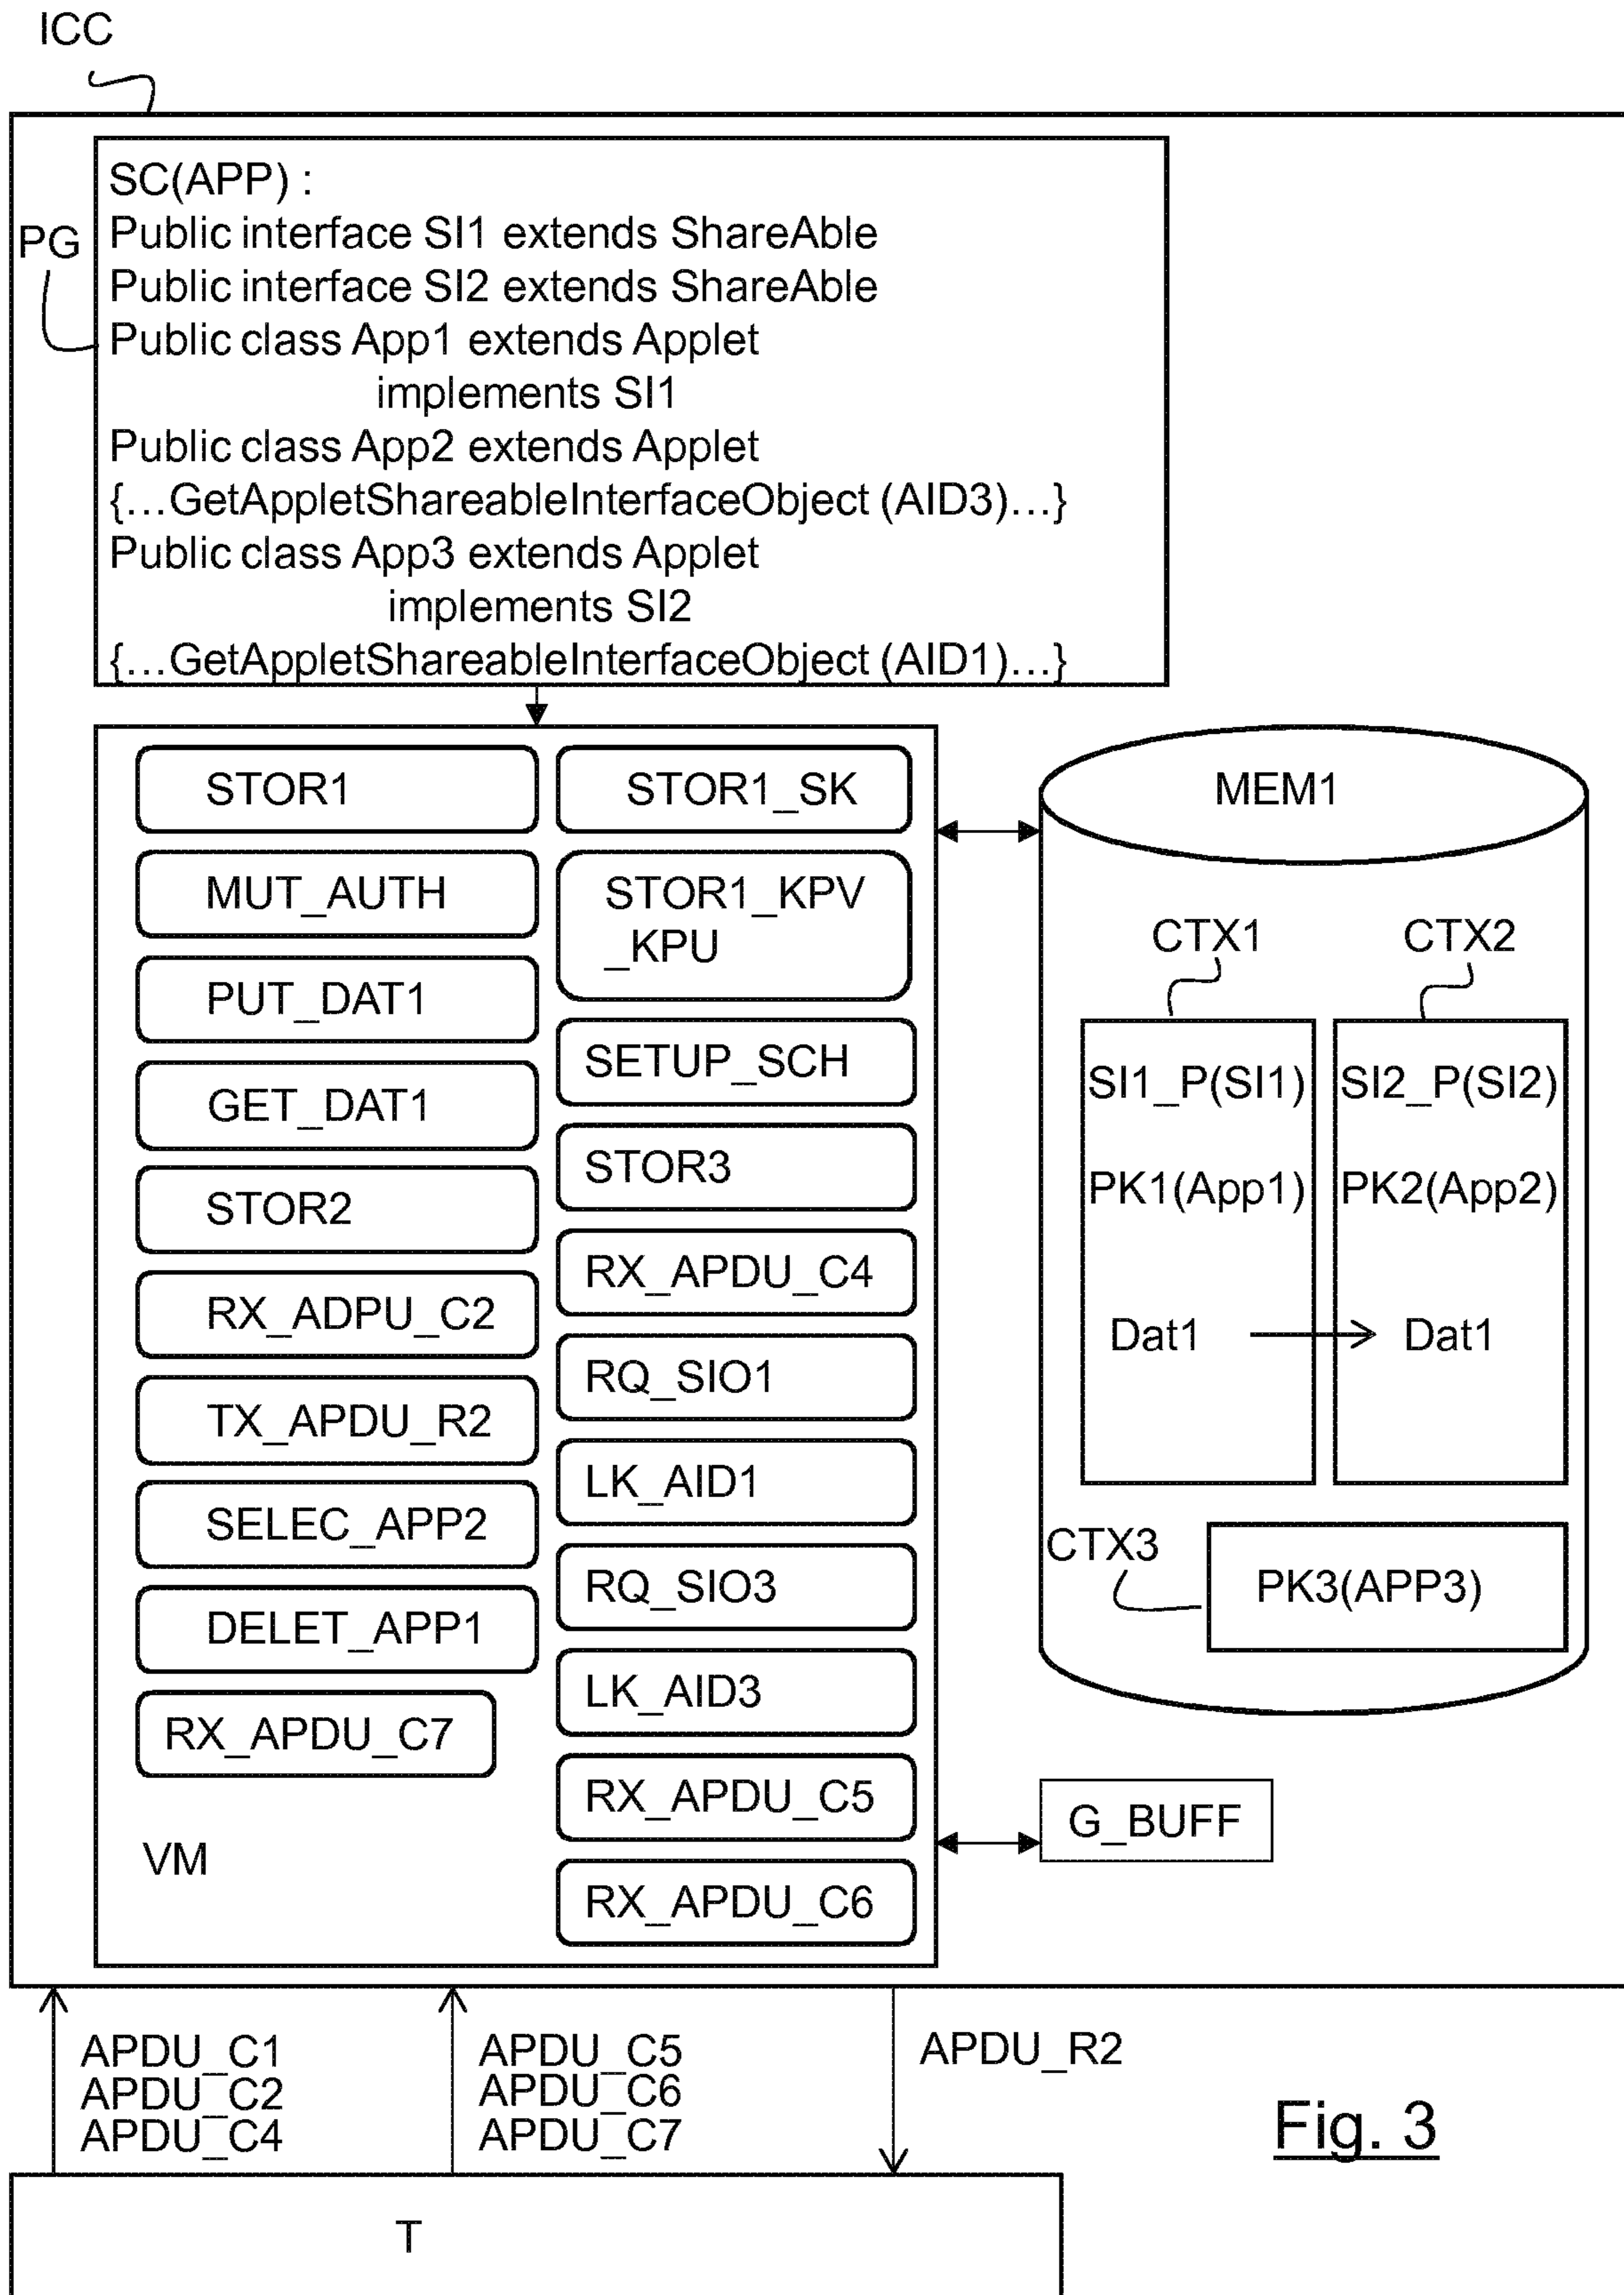 ICC
PG
SC(APP) :
Public interface SI1 extends ShareAble
Public interface SI2 extends ShareAble
Public class App1 extends Applet
implements SI1
Public class App2 extends Applet
{...GetAppletShareableInterfaceObject (AID3)...}
Public class App3 extends Applet
implements SI2
{...GetAppletShareableInterfaceObject (AID1)...}
STOR1
MUT_AUTH
PUT_DAT1
GET_DAT1
STOR2
RX_ADPU_C2
TX_APDU_R2
SELEC_APP2
DELET_APP1
RX_APDU_C7
VM
STOR1_SK
STOR1_KPV
_KPU
SETUP_SCH
STOR3
RX_APDU_C4
RQ_SIO1
LK_AID1
RQ_SIO3
LK_AID3
RX_APDU_C5
RX_APDU_C6
MEM1
CTX1
SI1_P(SI1)
PK1(App1)
Dat1
CTX2
SI2_P(SI2)
PK2(App2)
Dat1
CTX3
PK3(APP3)
G_BUFF
APDU_C1
APDU_C2
APDU_C4
APDU_C5
APDU_C6
APDU_C7
APDU_R2
Fig. 3
T